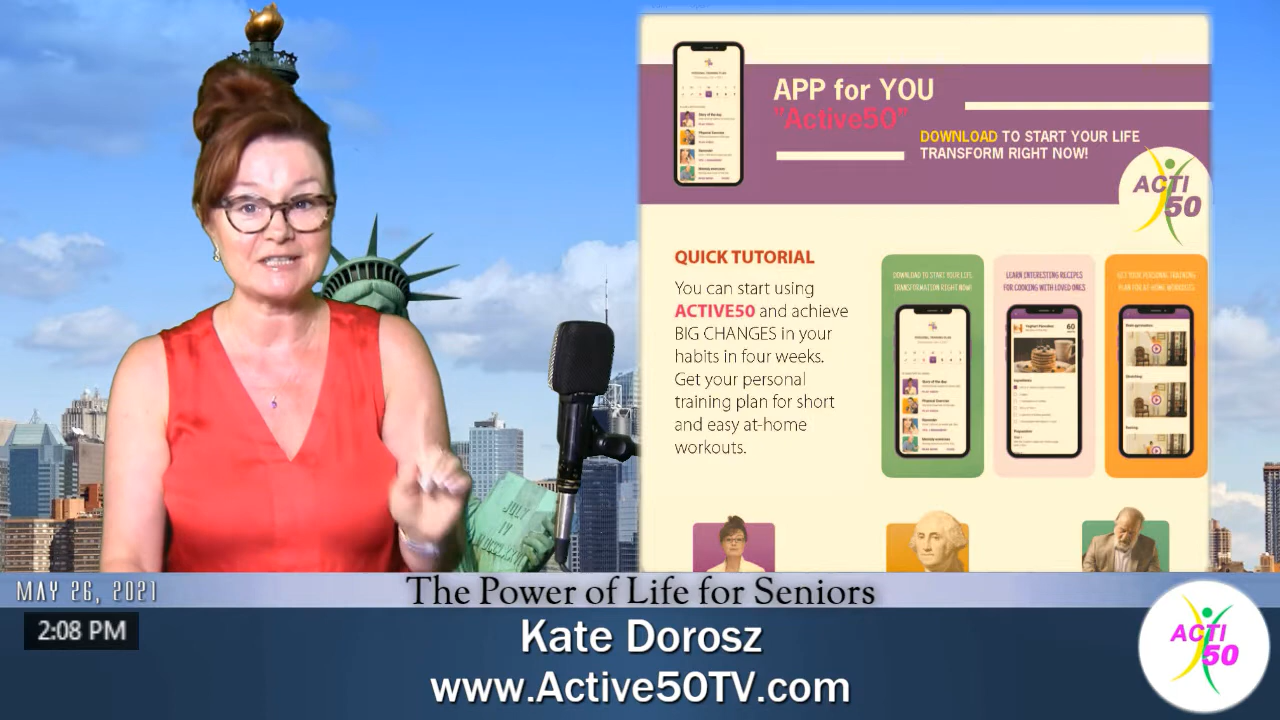 APP for YOU
"Active50"
DOWNLOAD TO START YOUR LIFE
TRANSFORM RIGHT NOW!
ACTI
50
QUICK TUTORIAL
You can start using
ACTIVE50 and achieve
BIG CHANGES in your
habits in four weeks.
Get your personal
training plan for short
and easy at-home
workouts.
DOWNLOAD TO START YOUR LIFE
TRANSFORMATION RIGHT NOW!
LEARN INTERESTING RECIPES
FOR COOKING WITH LOVED ONES
GET YOUR PERSONAL TRAINING
PLAN FOR AT-HOME WORKOUTS
60
JULY
IV
MAY 26, 2021
The Power of Life for Seniors
2:08 PM
Kate Dorosz
www.Active50TV.com
ACTI
50